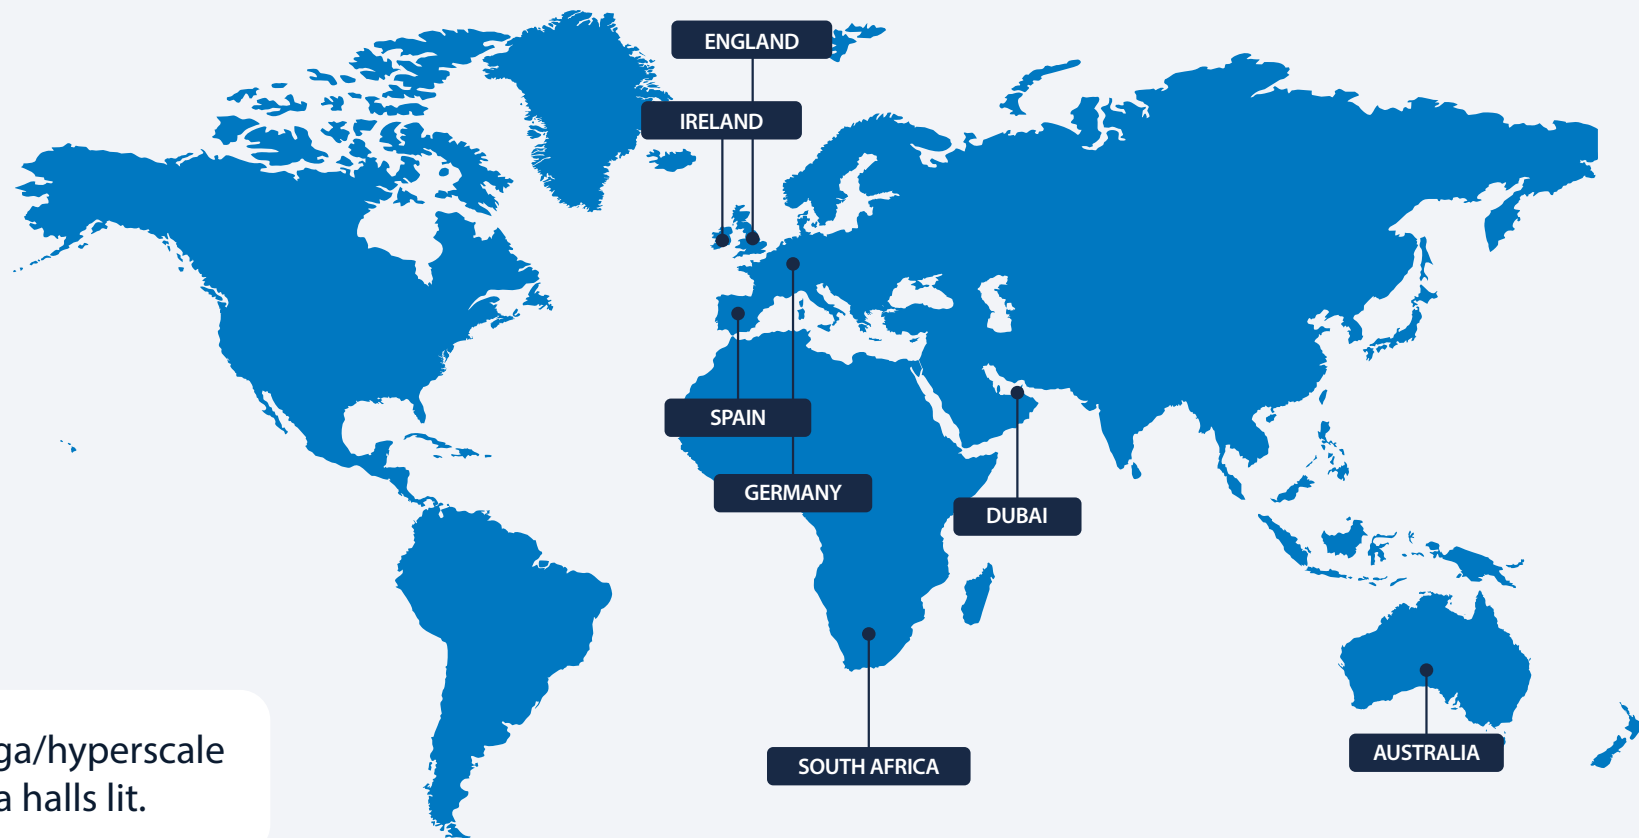 ENGLAND
IRELAND
SPAIN
GERMANY
DUBAI
SOUTH AFRICA
AUSTRALIA
ga/hyperscale
a halls lit.